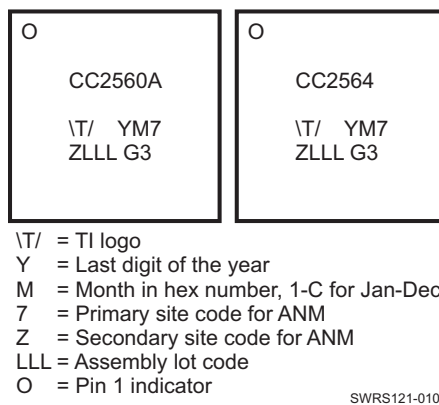 O
CC2560A
\T/ YM7
ZLLL G3
O
CC2564
\T/ YM7
ZLLL G3
\T/ = TI logo
Y = Last digit of the year
M = Month in hex number, 1-C for Jan-Dec
7 = Primary site code for ANM
Z = Secondary site code for ANM
LLL = Assembly lot code
O = Pin 1 indicator
SWRS121-010